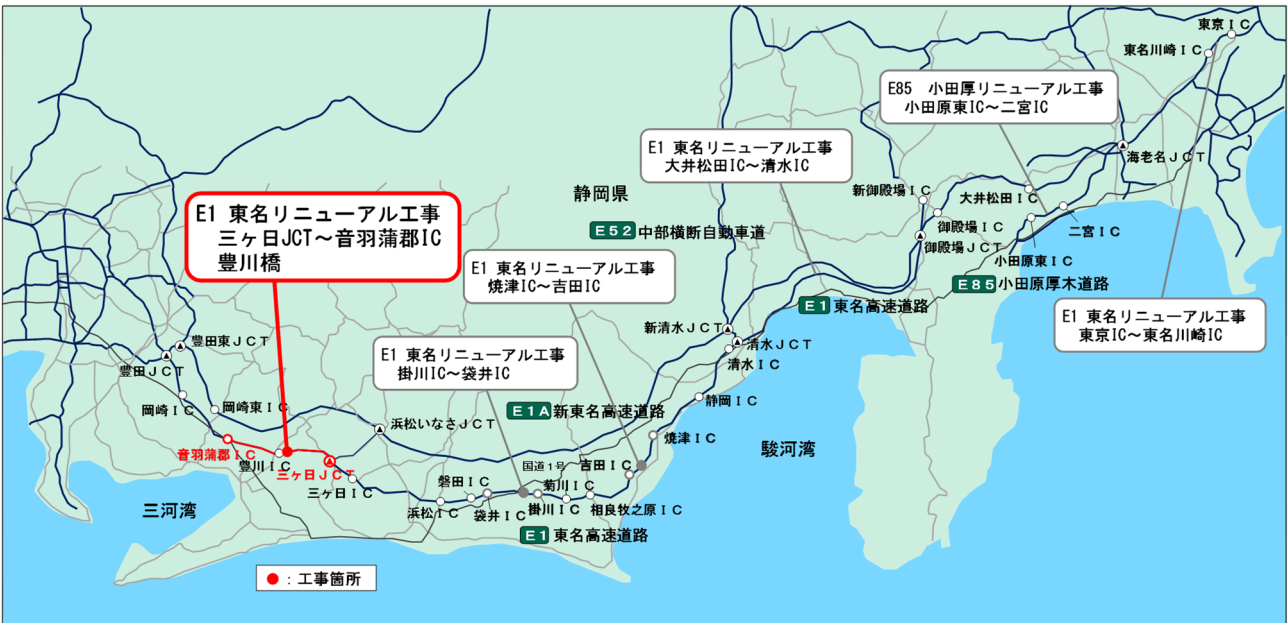 東京ＩＣ
東名川崎ＩＣ
E85 小田厚リニューアル工事
小田原東IC～二宮IC
E1 東名リニューアル工事
大井松田IC～清水IC
海老名ＪＣＴ
静岡県
新御殿場ＩＣ
大井松田ＩＣ
E1 東名リニューアル工事
三ヶ日JCT～音羽蒲郡IC
豊川橋
E52 中部横断自動車道
御殿場ＩＣ
二宮ＩＣ
御殿場ＪＣＴ
小田原東ＩＣ
E1 東名リニューアル工事
焼津IC～吉田IC
E85 小田原厚木道路
E1 東名高速道路
E1 東名リニューアル工事
東京IC～東名川崎IC
新清水ＪＣＴ
豊田東ＪＣＴ
清水ＪＣＴ
E1 東名リニューアル工事
掛川IC～袋井IC
清水ＩＣ
豊田ＪＣＴ
静岡ＩＣ
岡崎ＩＣ
岡崎東ＩＣ
E1A 新東名高速道路
浜松いなさＪＣＴ
焼津ＩＣ
駿河湾
音羽蒲郡ＩＣ
豊川ＩＣ
三ヶ日ＪＣＴ
国道1号
吉田ＩＣ
三ヶ日ＩＣ
磐田ＩＣ
菊川ＩＣ
三河湾
浜松ＩＣ
袋井ＩＣ
掛川ＩＣ
相良牧之原ＩＣ
E1 東名高速道路
●：工事箇所